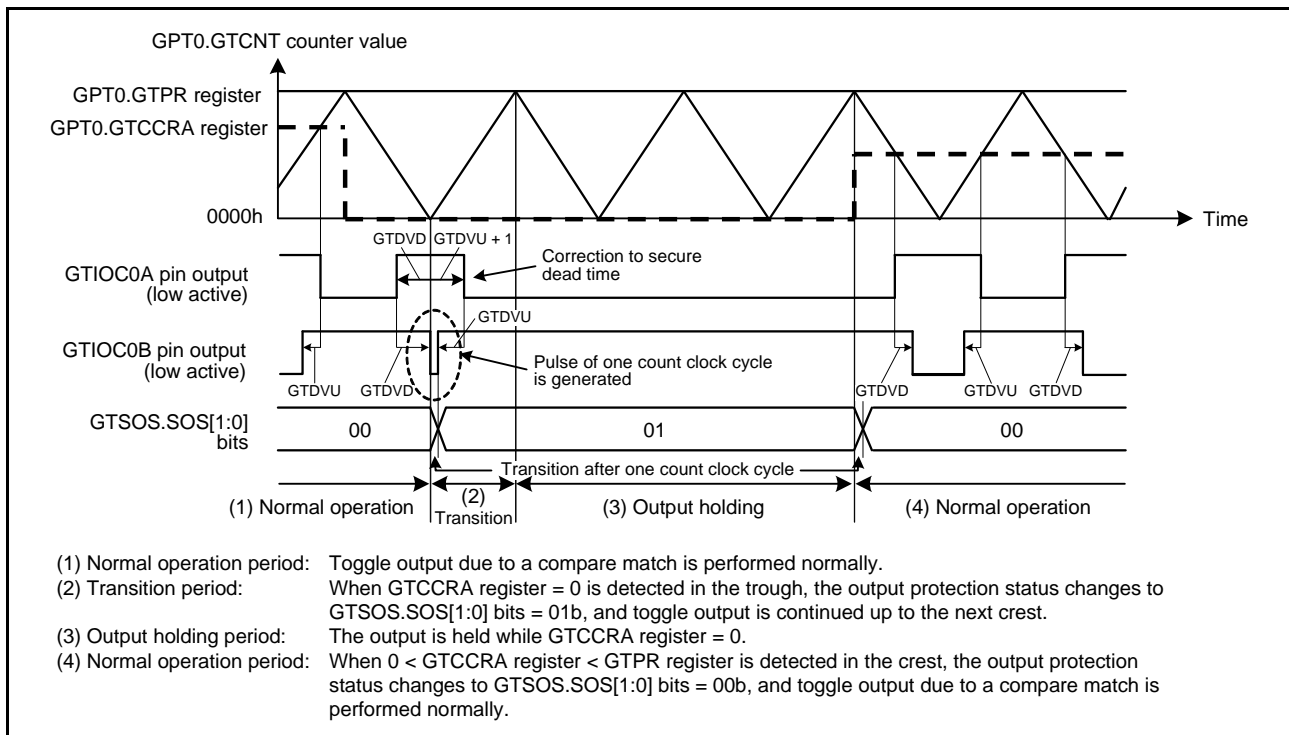 GPT0.GTCNT counter value
GPT0.GTPR register
GPT0.GTCCRA register
0000h
Time
GTDVD
GTDVU + 1
Correction to secure
dead time
GTIOC0A pin output
(low active)
GTDVU
GTIOC0B pin output
(low active)
Pulse of one count clock cycle
is generated
GTDVU
GTDVD
GTDVD
GTDVU
GTDVD
GTSOS.SOS[1:0]
bits
00
01
00
Transition after one count clock cycle
(1) Normal operation
(2)
Transition
(3) Output holding
(4) Normal operation
(1) Normal operation period: Toggle output due to a compare match is performed normally.
(2) Transition period: When GTCCRA register = 0 is detected in the trough, the output protection status changes to
GTSOS.SOS[1:0] bits = 01b, and toggle output is continued up to the next crest.
(3) Output holding period: The output is held while GTCCRA register = 0.
(4) Normal operation period: When 0 < GTCCRA register < GTPR register is detected in the crest, the output protection
status changes to GTSOS.SOS[1:0] bits = 00b, and toggle output due to a compare match is
performed normally.